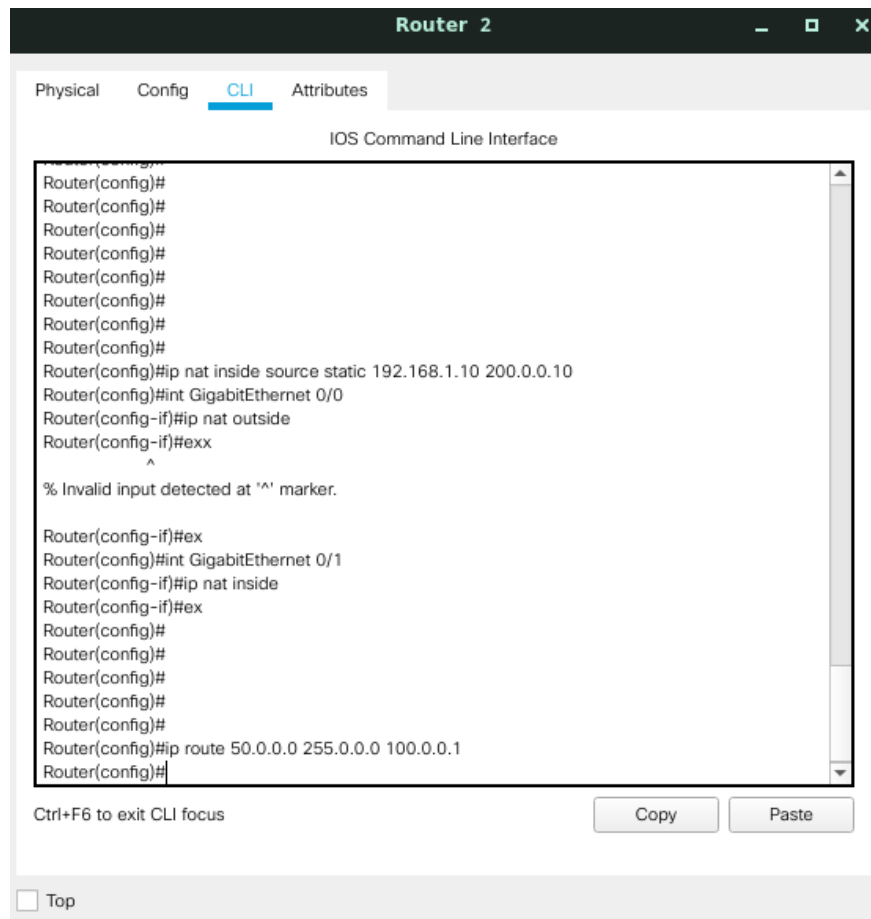 Router 2
Physical Config CLI Attributes
IOS Command Line Interface
Router(config)#
Router(config)#
Router(config)#
Router(config)#
Router(config)#
Router(config)#
Router(config)#
Router(config)#
Router(config)#ip nat inside source static 192.168.1.10 200.0.0.10
Router(config)#int GigabitEthernet 0/0
Router(config-if)#ip nat outside
Router(config-if)#exx
^
% Invalid input detected at '^' marker.
Router(config-if)#ex
Router(config)#int GigabitEthernet 0/1
Router(config-if)#ip nat inside
Router(config-if)#ex
Router(config)#
Router(config)#
Router(config)#
Router(config)#
Router(config)#
Router(config)#ip route 50.0.0.0 255.0.0.0 100.0.0.1
Router(config)#
Ctrl+F6 to exit CLI focus
Copy Paste
Top